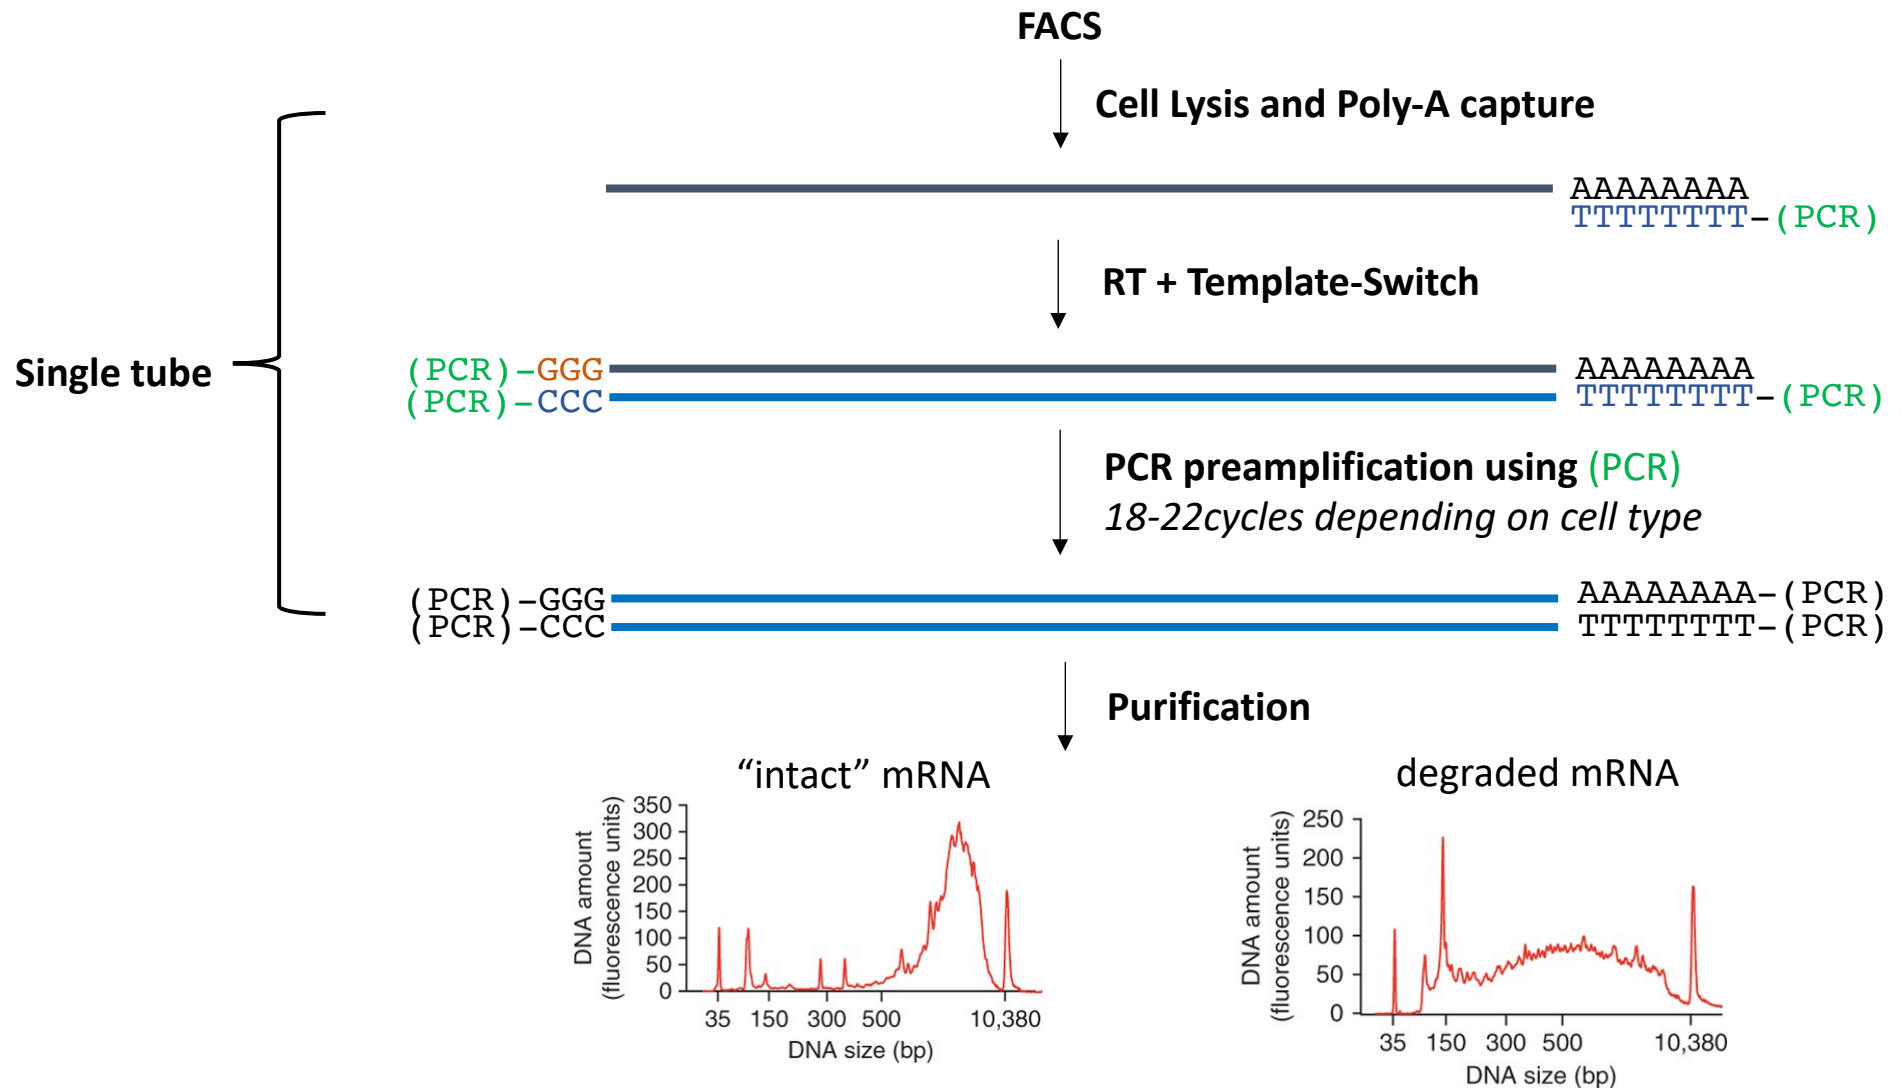 FACS
Cell Lysis and Poly-A capture
AAAAAAAA
TTTTTTTT–(PCR)
RT + Template-Switch
Single tube
(PCR)–GGG AAAAAAAA
(PCR)–CCC TTTTTTTT–(PCR)
PCR preamplification using (PCR)
18-22cycles depending on cell type
(PCR)–GGG AAAAAAAA–(PCR)
(PCR)–CCC TTTTTTTT–(PCR)
Purification
“intact” mRNA
DNA amount
(fluorescence units)
350
300
250
200
150
100
50
0
35 150 300 500 10,380
DNA size (bp)
degraded mRNA
DNA amount
(fluorescence units)
250
200
150
100
50
0
35 150 300 500 10,380
DNA size (bp)